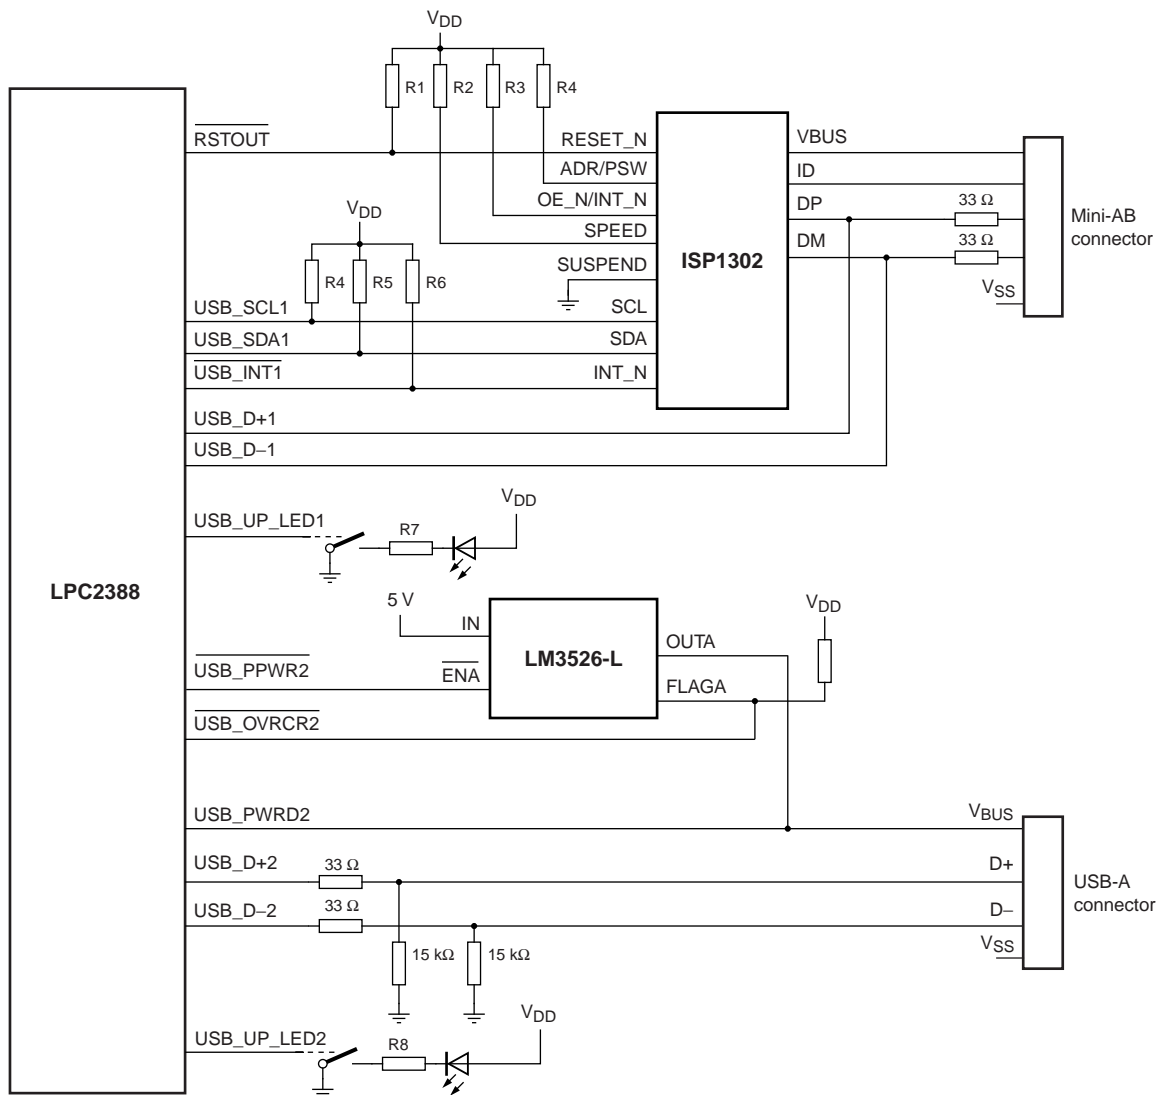 VDD
R1
R2
R3
R4
RSTOUT
RESET_N
VBUS
ADR/PSW
ID
OE_N/INT_N
DP
33 Ω
Mini-AB
connector
VDD
SPEED
DM
33 Ω
ISP1302
SUSPEND
R4
R5
R6
VSS
USB_SCL1
SCL
USB_SDA1
SDA
USB_INT1
INT_N
USB_D+1
USB_D−1
VDD
USB_UP_LED1
R7
LPC2388
5 V
VDD
IN
OUTA
LM3526-L
USB_PPWR2
ENA
FLAGA
USB_OVRCR2
USB_PWRD2
VBUS
USB_D+2
33 Ω
D+
USB-A
connector
USB_D−2
33 Ω
D−
15 kΩ
15 kΩ
VSS
VDD
USB_UP_LED2
R8